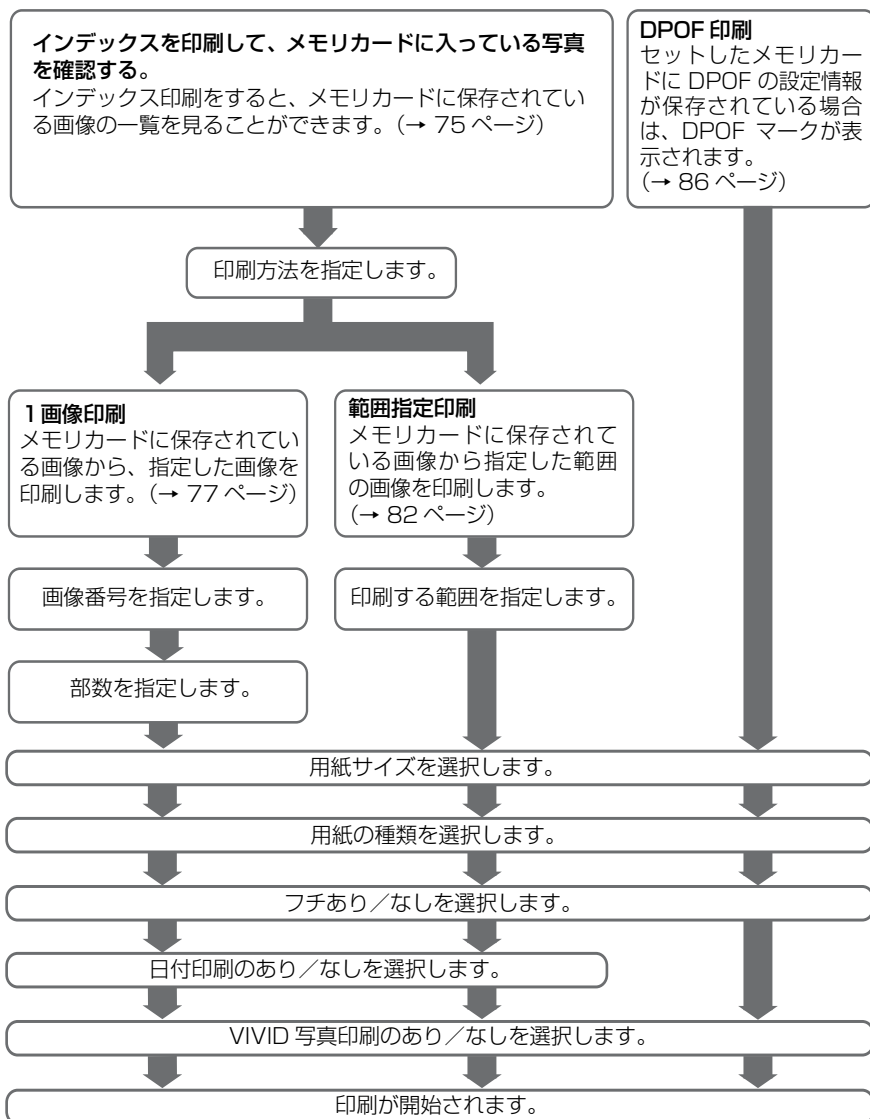 インデックスを印刷して、メモリカードに入っている写真
を確認する。
インデックス印刷をすると、メモリカードに保存されてい
る画像の一覧を見ることができます。（→ 75 ページ）
DPOF 印刷
セットしたメモリカー
ドに DPOF の設定情報
が保存されている場合
は、DPOF マークが表
示されます。
（→ 86 ページ）
印刷方法を指定します。
1 画像印刷
メモリカードに保存されてい
る画像から、指定した画像を
印刷します。（→ 77 ページ）
範囲指定印刷
メモリカードに保存されて
いる画像から指定した範囲
の画像を印刷します。
（→ 82 ページ）
画像番号を指定します。
印刷する範囲を指定します。
部数を指定します。
用紙サイズを選択します。
用紙の種類を選択します。
フチあり／なしを選択します。
日付印刷のあり／なしを選択します。
VIVID 写真印刷のあり／なしを選択します。
印刷が開始されます。